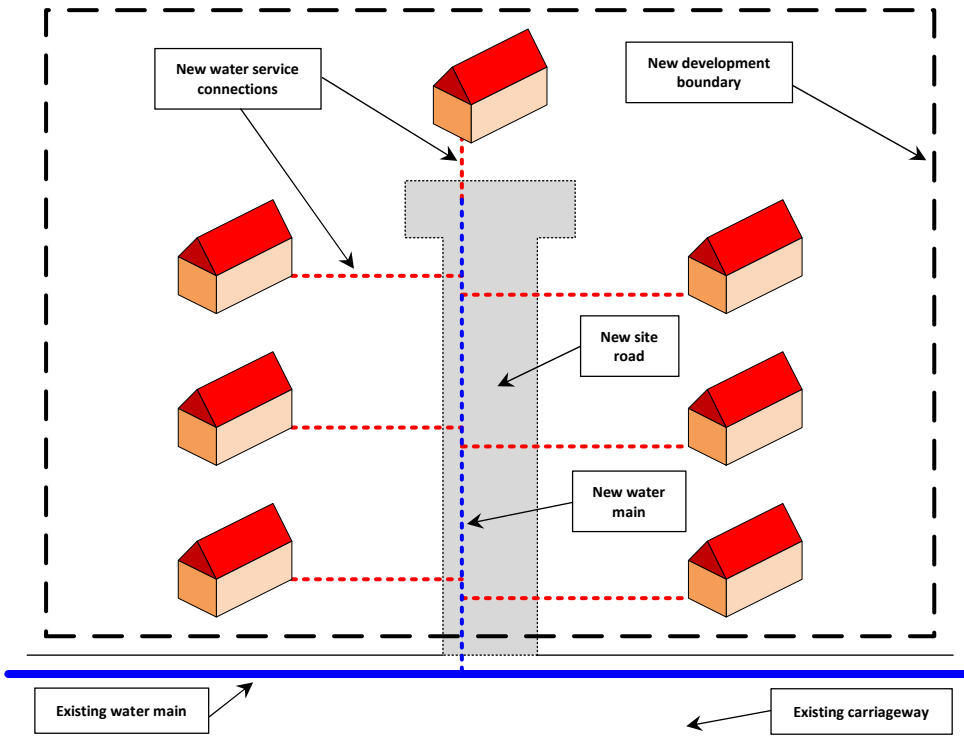 New water service
connections
New development
boundary
New site
road
New water
main
Existing water main
Existing carriageway